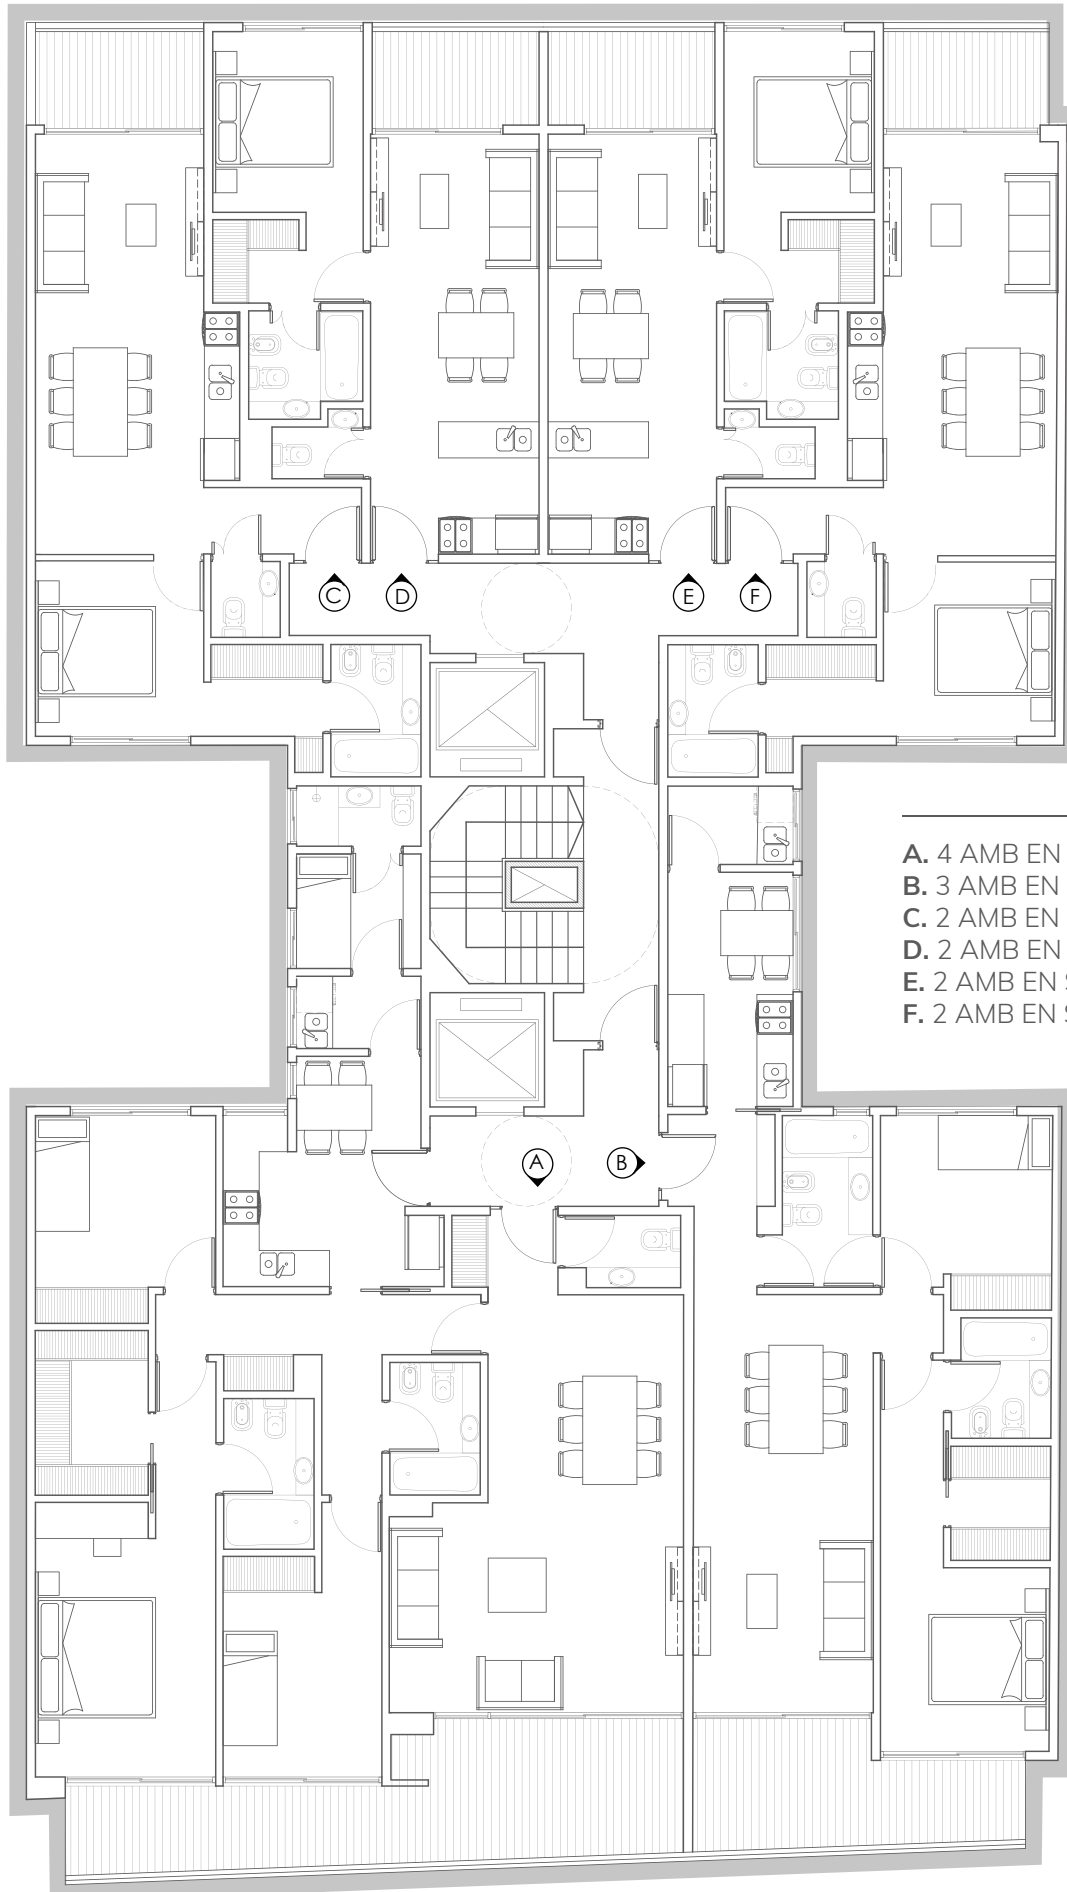 C
D
E
F
A. 4 AMB EN
B. 3 AMB EN
C. 2 AMB EN
D. 2 AMB EN
E. 2 AMB EN
F. 2 AMB EN
A
B